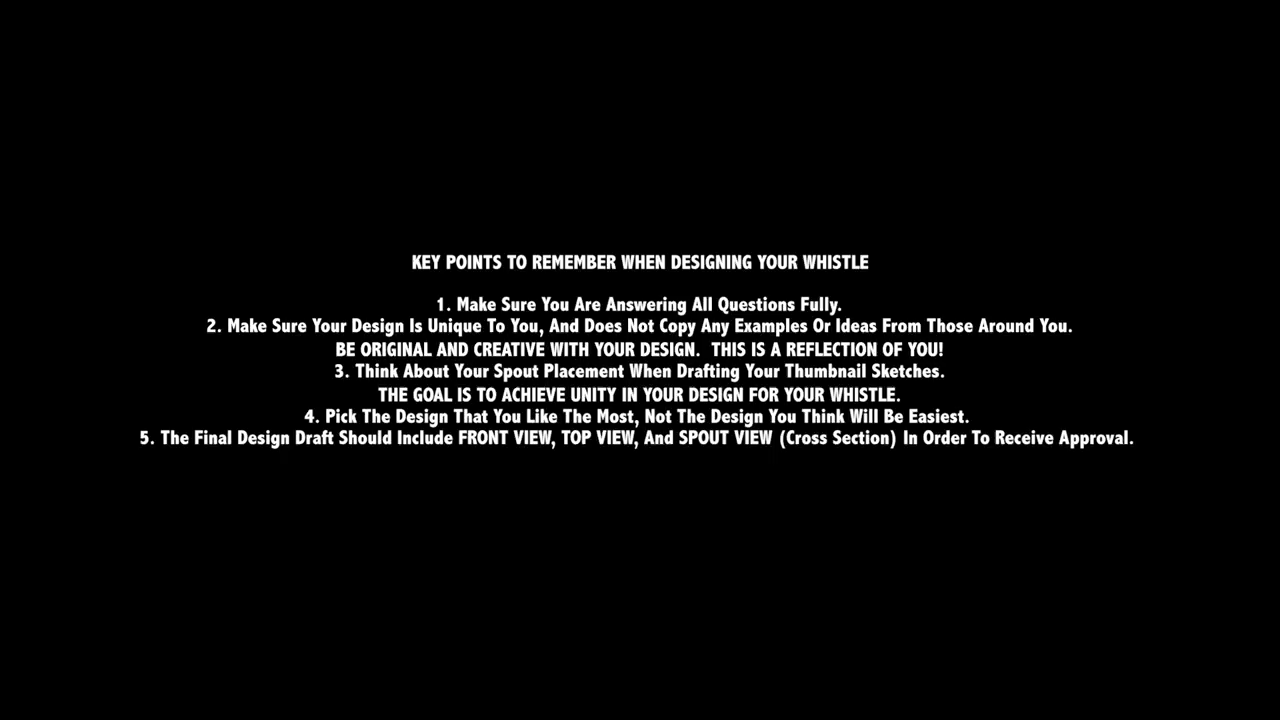 KEY POINTS TO REMEMBER WHEN DESIGNING YOUR WHISTLE
1. Make Sure You Are Answering All Questions Fully.
2. Make Sure Your Design Is Unique To You, And Does Not Copy Any Examples Or Ideas From Those Around You.
BE ORIGINAL AND CREATIVE WITH YOUR DESIGN.  THIS IS A REFLECTION OF YOU!
3. Think About Your Spout Placement When Drafting Your Thumbnail Sketches.
THE GOAL IS TO ACHIEVE UNITY IN YOUR DESIGN FOR YOUR WHISTLE.
4. Pick The Design That You Like The Most, Not The Design You Think Will Be Easiest.
5. The Final Design Draft Should Include FRONT VIEW, TOP VIEW, And SPOUT VIEW (Cross Section) In Order To Receive Approval.